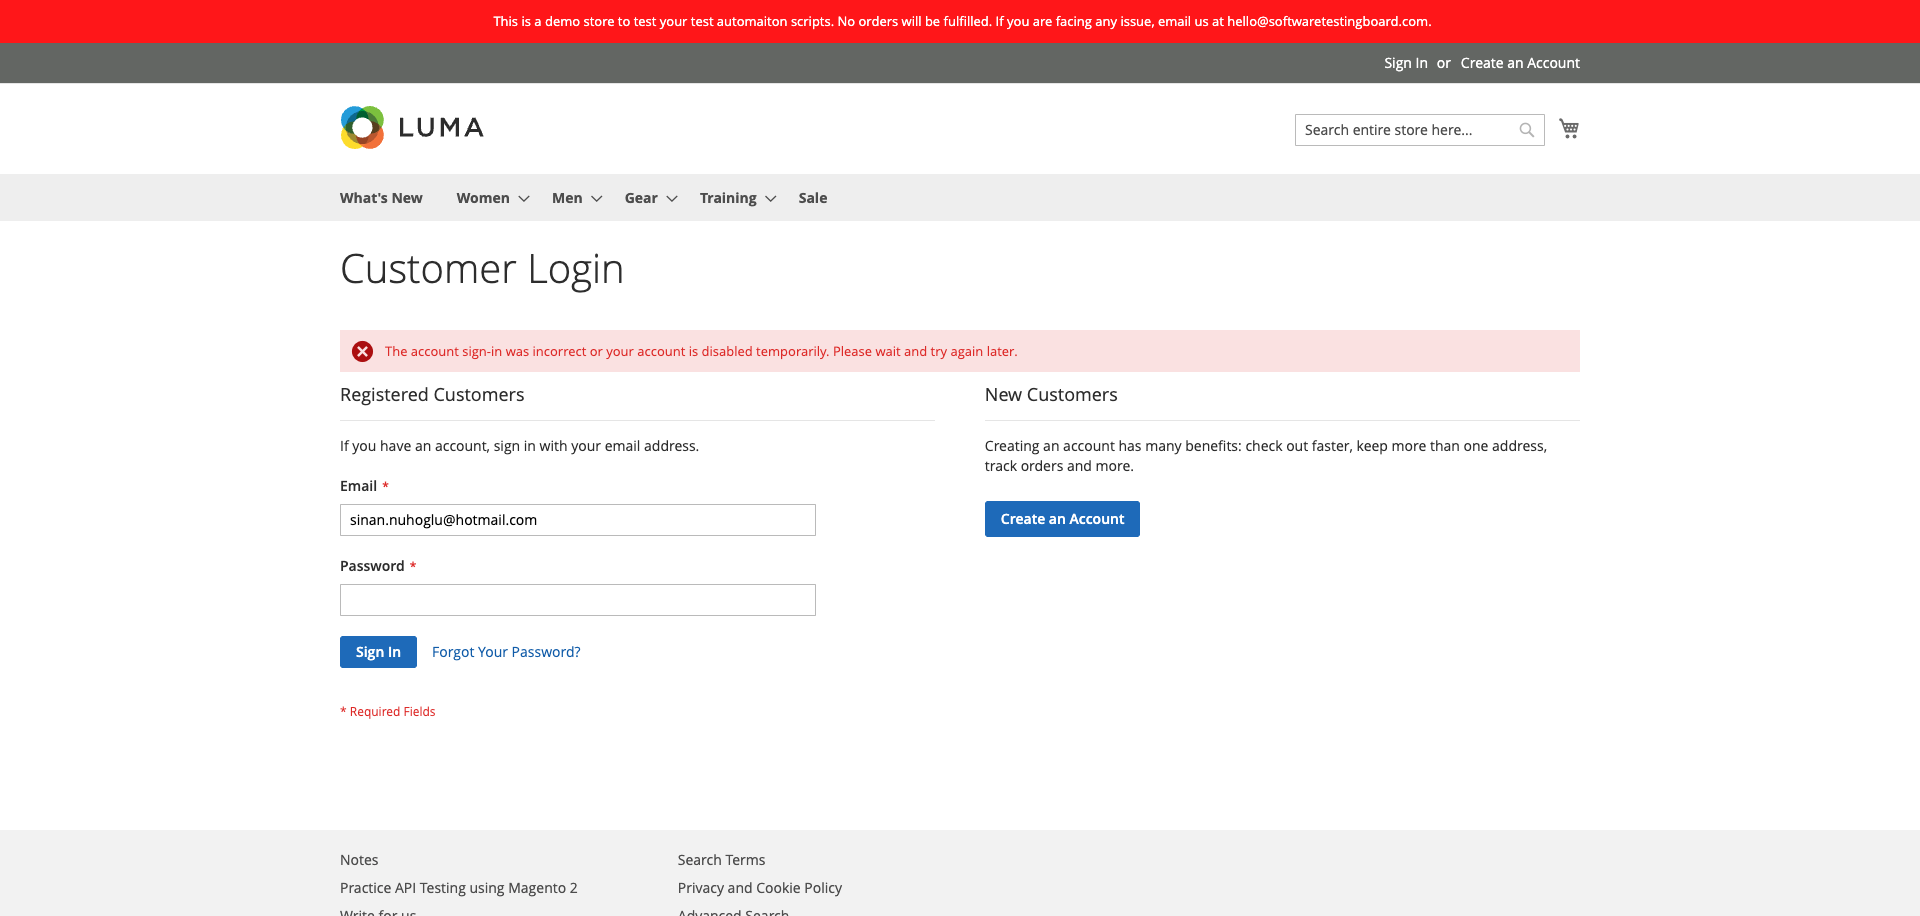 This is a demo store to test your test automaiton scripts. No orders will be fulfilled. If you are facing any issue, email us at hello@softwaretestingboard.com.
Sign In or Create an Account
LUMA
Search entire store here...
What's New Women Men Gear Training Sale
Customer Login
The account sign-in was incorrect or your account is disabled temporarily. Please wait and try again later.
Registered Customers
If you have an account, sign in with your email address.
Email *
sinan.nuhoglu@hotmail.com
Password *
Sign In Forgot Your Password?
* Required Fields
New Customers
Creating an account has many benefits: check out faster, keep more than one address,
track orders and more.
Create an Account
Notes
Practice API Testing using Magento 2
Write for us
Search Terms
Privacy and Cookie Policy
Advanced Search